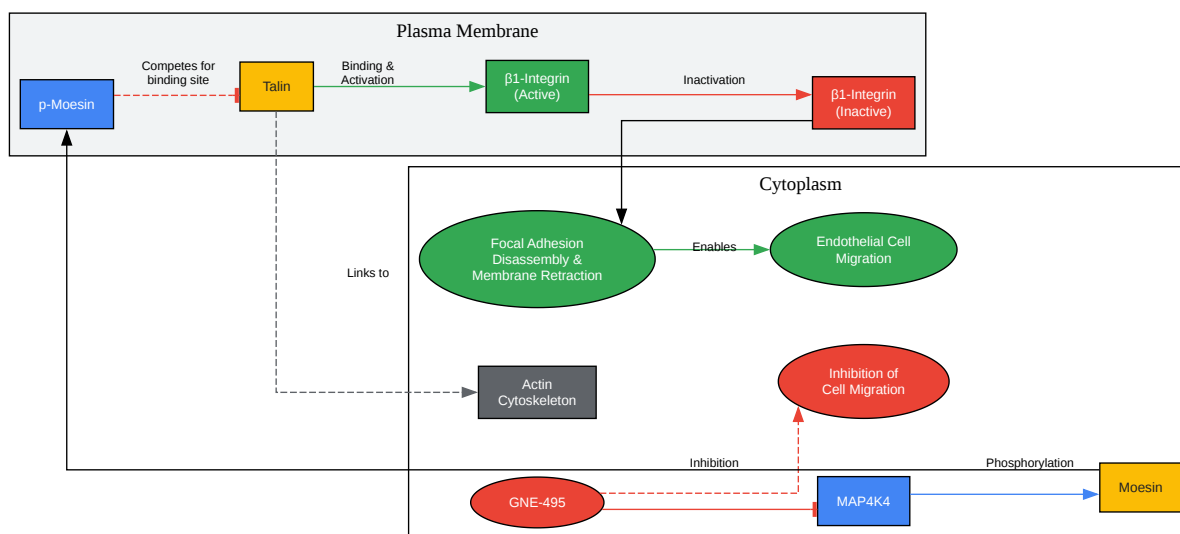 Plasma Membrane
Competes for
binding site
Binding &
Activation
Inactivation
p-Moesin
Talin
β1-Integrin
(Active)
β1-Integrin
(Inactive)
Cytoplasm
Focal Adhesion
Disassembly &
Membrane Retraction
Enables
Endothelial Cell
Migration
Links to
Actin
Cytoskeleton
Inhibition of
Cell Migration
Inhibition
Phosphorylation
GNE-495
MAP4K4
Moesin